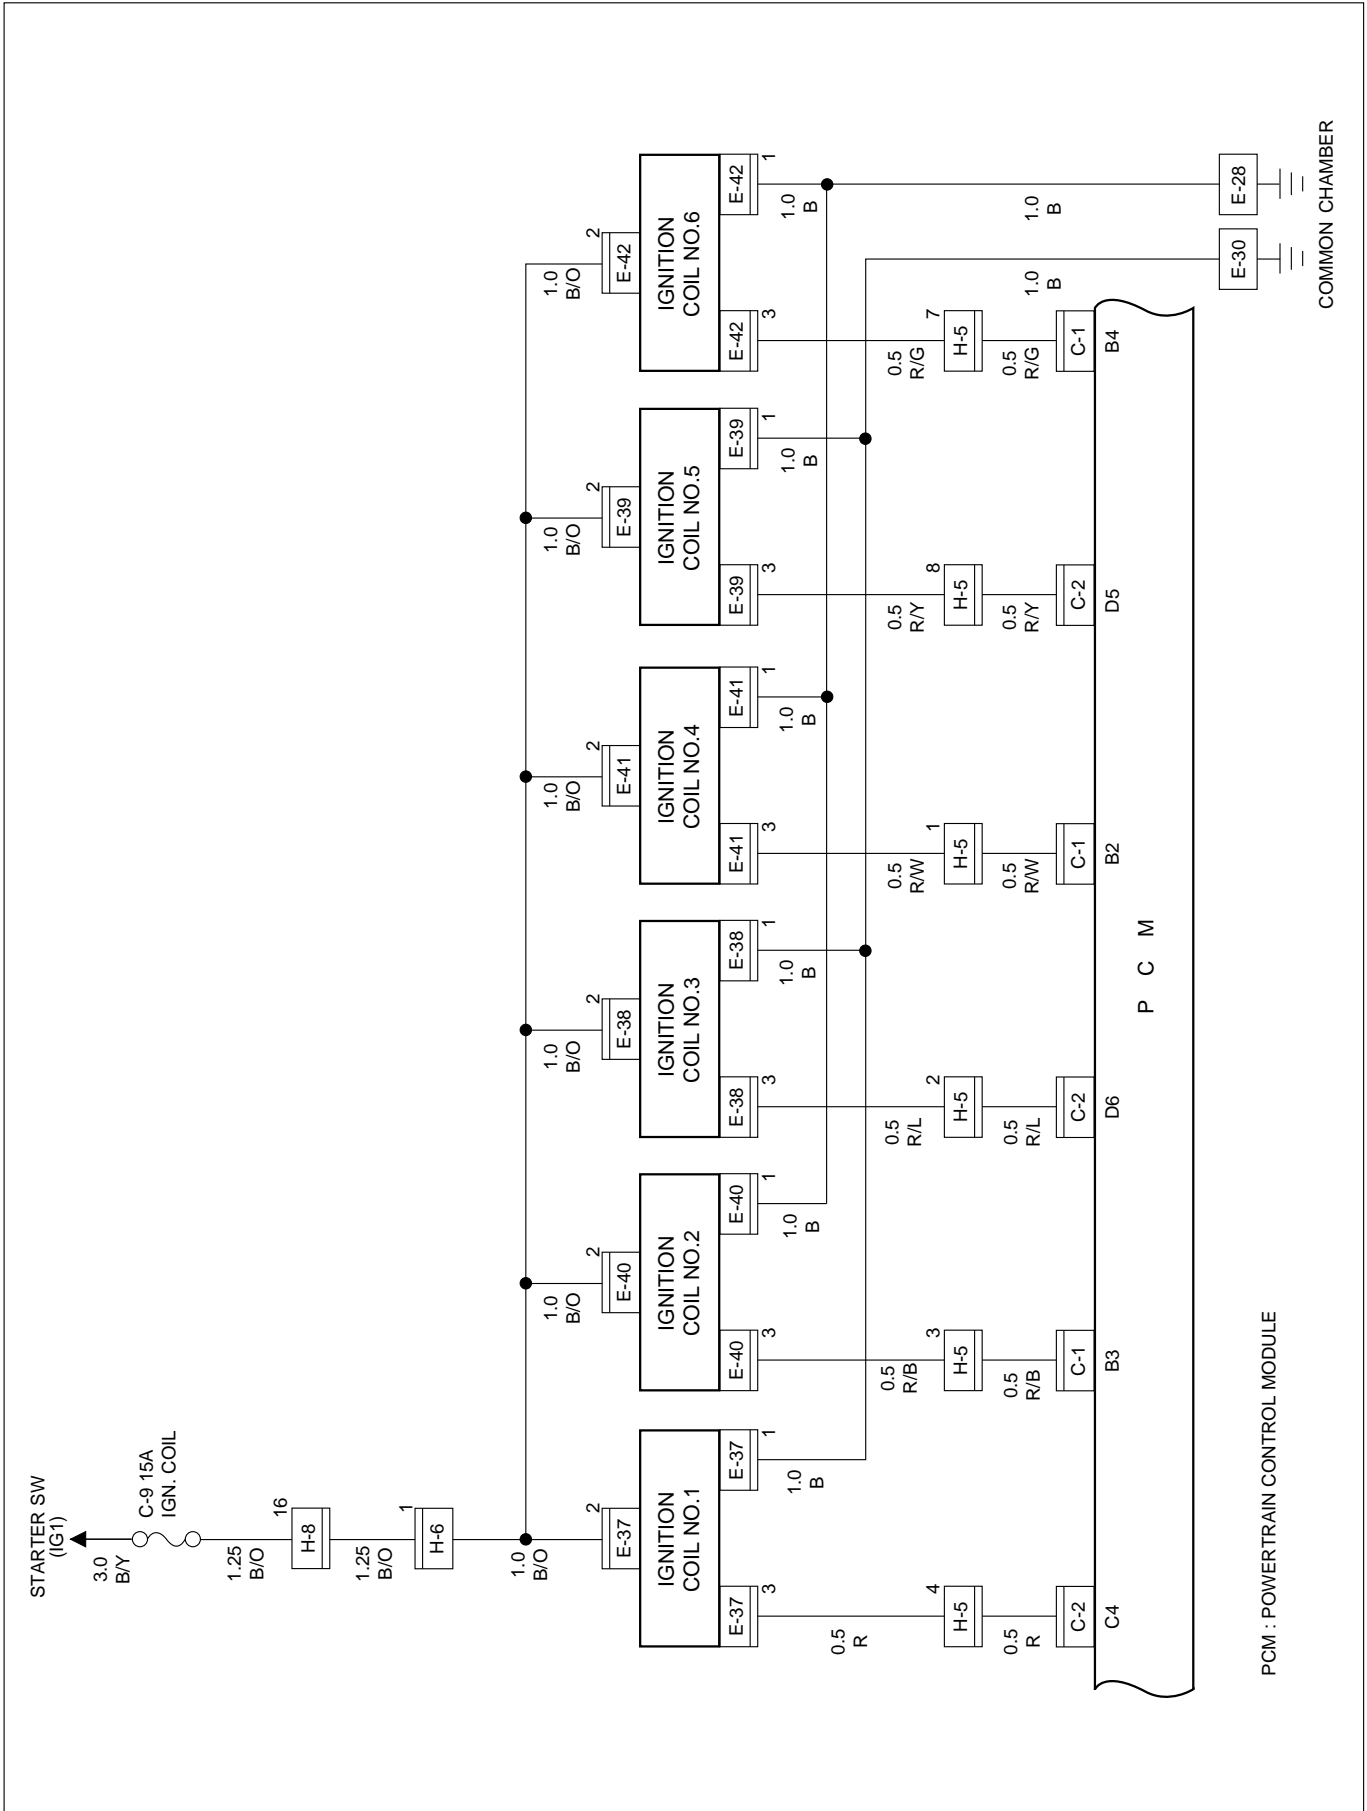 STARTER SW
(IG1)
3.0
B/Y
C-9 15A
IGN. COIL
1.25
B/O
16
H-8
1.25
B/O
1
H-6
1.0
B/O
1.0
B/O
1.0
B/O
1.0
B/O
1.0
B/O
1.0
B/O
2
E-37
2
E-40
2
E-38
2
E-41
2
E-39
2
E-42
IGNITION
COIL NO.1
IGNITION
COIL NO.2
IGNITION
COIL NO.3
IGNITION
COIL NO.4
IGNITION
COIL NO.5
IGNITION
COIL NO.6
E-37
3
E-37
1
E-40
3
E-40
1
E-38
3
E-38
1
E-41
3
E-41
1
E-39
3
E-39
1
E-42
3
E-42
1
1.0
B
1.0
B
1.0
B
1.0
B
1.0
B
1.0
B
0.5
R
0.5
R/B
0.5
R/L
0.5
R/W
0.5
R/Y
0.5
R/G
4
H-5
3
H-5
2
H-5
1
H-5
8
H-5
7
H-5
0.5
R
0.5
R/B
0.5
R/L
0.5
R/W
0.5
R/Y
0.5
R/G
1.0
B
1.0
B
C-2
C-1
C-2
C-1
C-2
C-1
C4
B3
D6
B2
D5
B4
P C M
E-30
E-28
COMMON CHAMBER
PCM : POWERTRAIN CONTROL MODULE